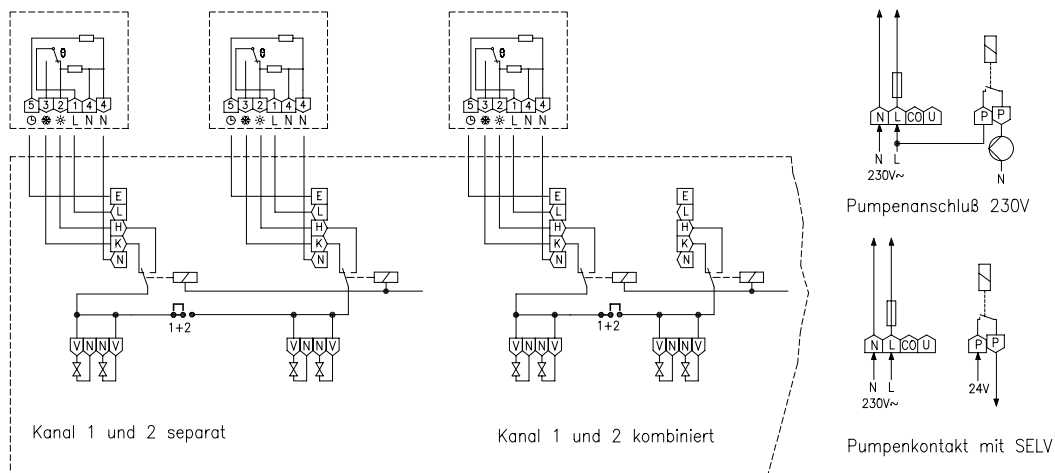 5 3 2 1 4 4
L N N
5 3 2 1 4 4
L N N
5 3 2 1 4 4
L N N
E
L
H
K
N
E
L
H
K
N
E
L
H
K
N
E
L
H
K
N
1+2
1+2
V N N V
V N N V
V N N V
V N N V
Kanal 1 und 2 separat
Kanal 1 und 2 kombiniert
N L CO U
P P
N L
230V~
N
Pumpenanschluß 230V
N L CO U
P P
N L
230V~
24V
Pumpenkontakt mit SELV